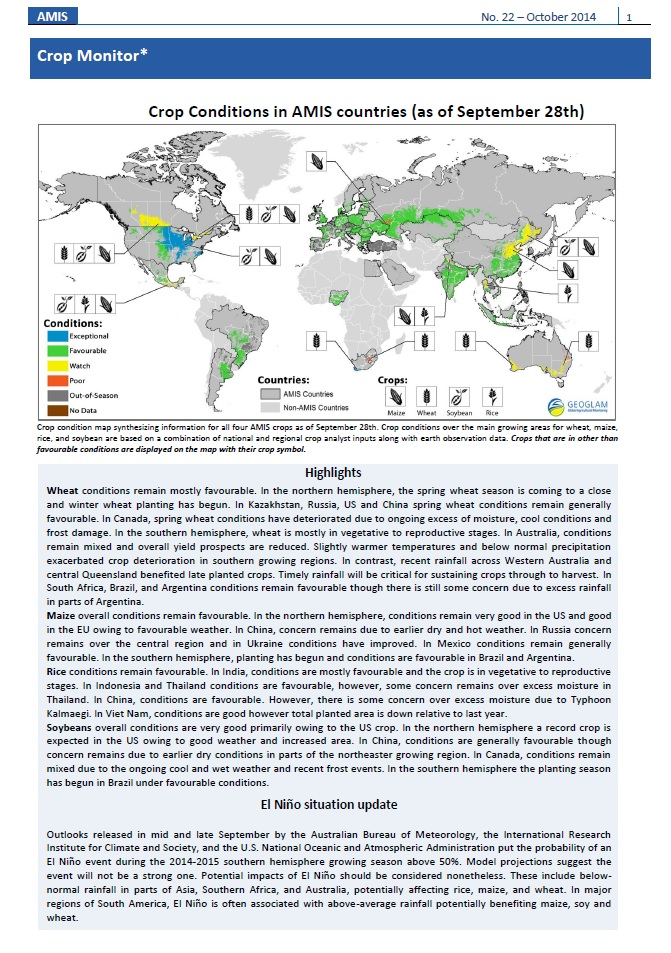 AMIS
No. 22 – October 2014
1
Crop Monitor*
Crop Conditions in AMIS countries (as of September 28th)
Conditions:
Exceptional
Favourable
Watch
Poor
Out-of-Season
No Data
Countries:
AMIS Countries
Non-AMIS Countries
Crops:
Maize
Wheat
Soybean
Rice
GEOGLAM
Crop condition map synthesizing information for all four AMIS crops as of September 28th. Crop conditions over the main growing areas for wheat, maize,
rice, and soybean are based on a combination of national and regional crop analyst inputs along with earth observation data. Crops that are in other than
favourable conditions are displayed on the map with their crop symbol.
Highlights
Wheat conditions remain mostly favourable. In the northern hemisphere, the spring wheat season is coming to a close
and winter wheat planting has begun. In Kazakhstan, Russia, US and China spring wheat conditions remain generally
favourable. In Canada, spring wheat conditions have deteriorated due to ongoing excess of moisture, cool conditions and
frost damage. In the southern hemisphere, wheat is mostly in vegetative to reproductive stages. In Australia, conditions
remain mixed and overall yield prospects are reduced. Slightly warmer temperatures and below normal precipitation
exacerbated crop deterioration in southern growing regions. In contrast, recent rainfall across Western Australia and
central Queensland benefited late planted crops. Timely rainfall will be critical for sustaining crops through to harvest. In
South Africa, Brazil, and Argentina conditions remain favourable though there is still some concern due to excess rainfall
in parts of Argentina.
Maize overall conditions remain favourable. In the northern hemisphere, conditions remain very good in the US and good
in the EU owing to favourable weather. In China, concern remains due to earlier dry and hot weather. In Russia concern
remains over the central region and in Ukraine conditions have improved. In Mexico conditions remain generally
favourable. In the southern hemisphere, planting has begun and conditions are favourable in Brazil and Argentina.
Rice conditions remain favourable. In India, conditions are mostly favourable and the crop is in vegetative to reproductive
stages. In Indonesia and Thailand conditions are favourable, however, some concern remains over excess moisture in
Thailand. In China, conditions are favourable. However, there is some concern over excess moisture due to Typhoon
Kalmaegi. In Viet Nam, conditions are good however total planted area is down relative to last year.
Soybeans overall conditions are very good primarily owing to the US crop. In the northern hemisphere a record crop is
expected in the US owing to good weather and increased area. In China, conditions are generally favourable though
concern remains due to earlier dry conditions in parts of the northeaster growing region. In Canada, conditions remain
mixed due to the ongoing cool and wet weather and recent frost events. In the southern hemisphere the planting season
has begun in Brazil under favourable conditions.
El Niño situation update
Outlooks released in mid and late September by the Australian Bureau of Meteorology, the International Research
Institute for Climate and Society, and the U.S. National Oceanic and Atmospheric Administration put the probability of an
El Niño event during the 2014-2015 southern hemisphere growing season above 50%. Model projections suggest the
event will not be a strong one. Potential impacts of El Niño should be considered nonetheless. These include below-
normal rainfall in parts of Asia, Southern Africa, and Australia, potentially affecting rice, maize, and wheat. In major
regions of South America, El Niño is often associated with above-average rainfall potentially benefiting maize, soy and
wheat.